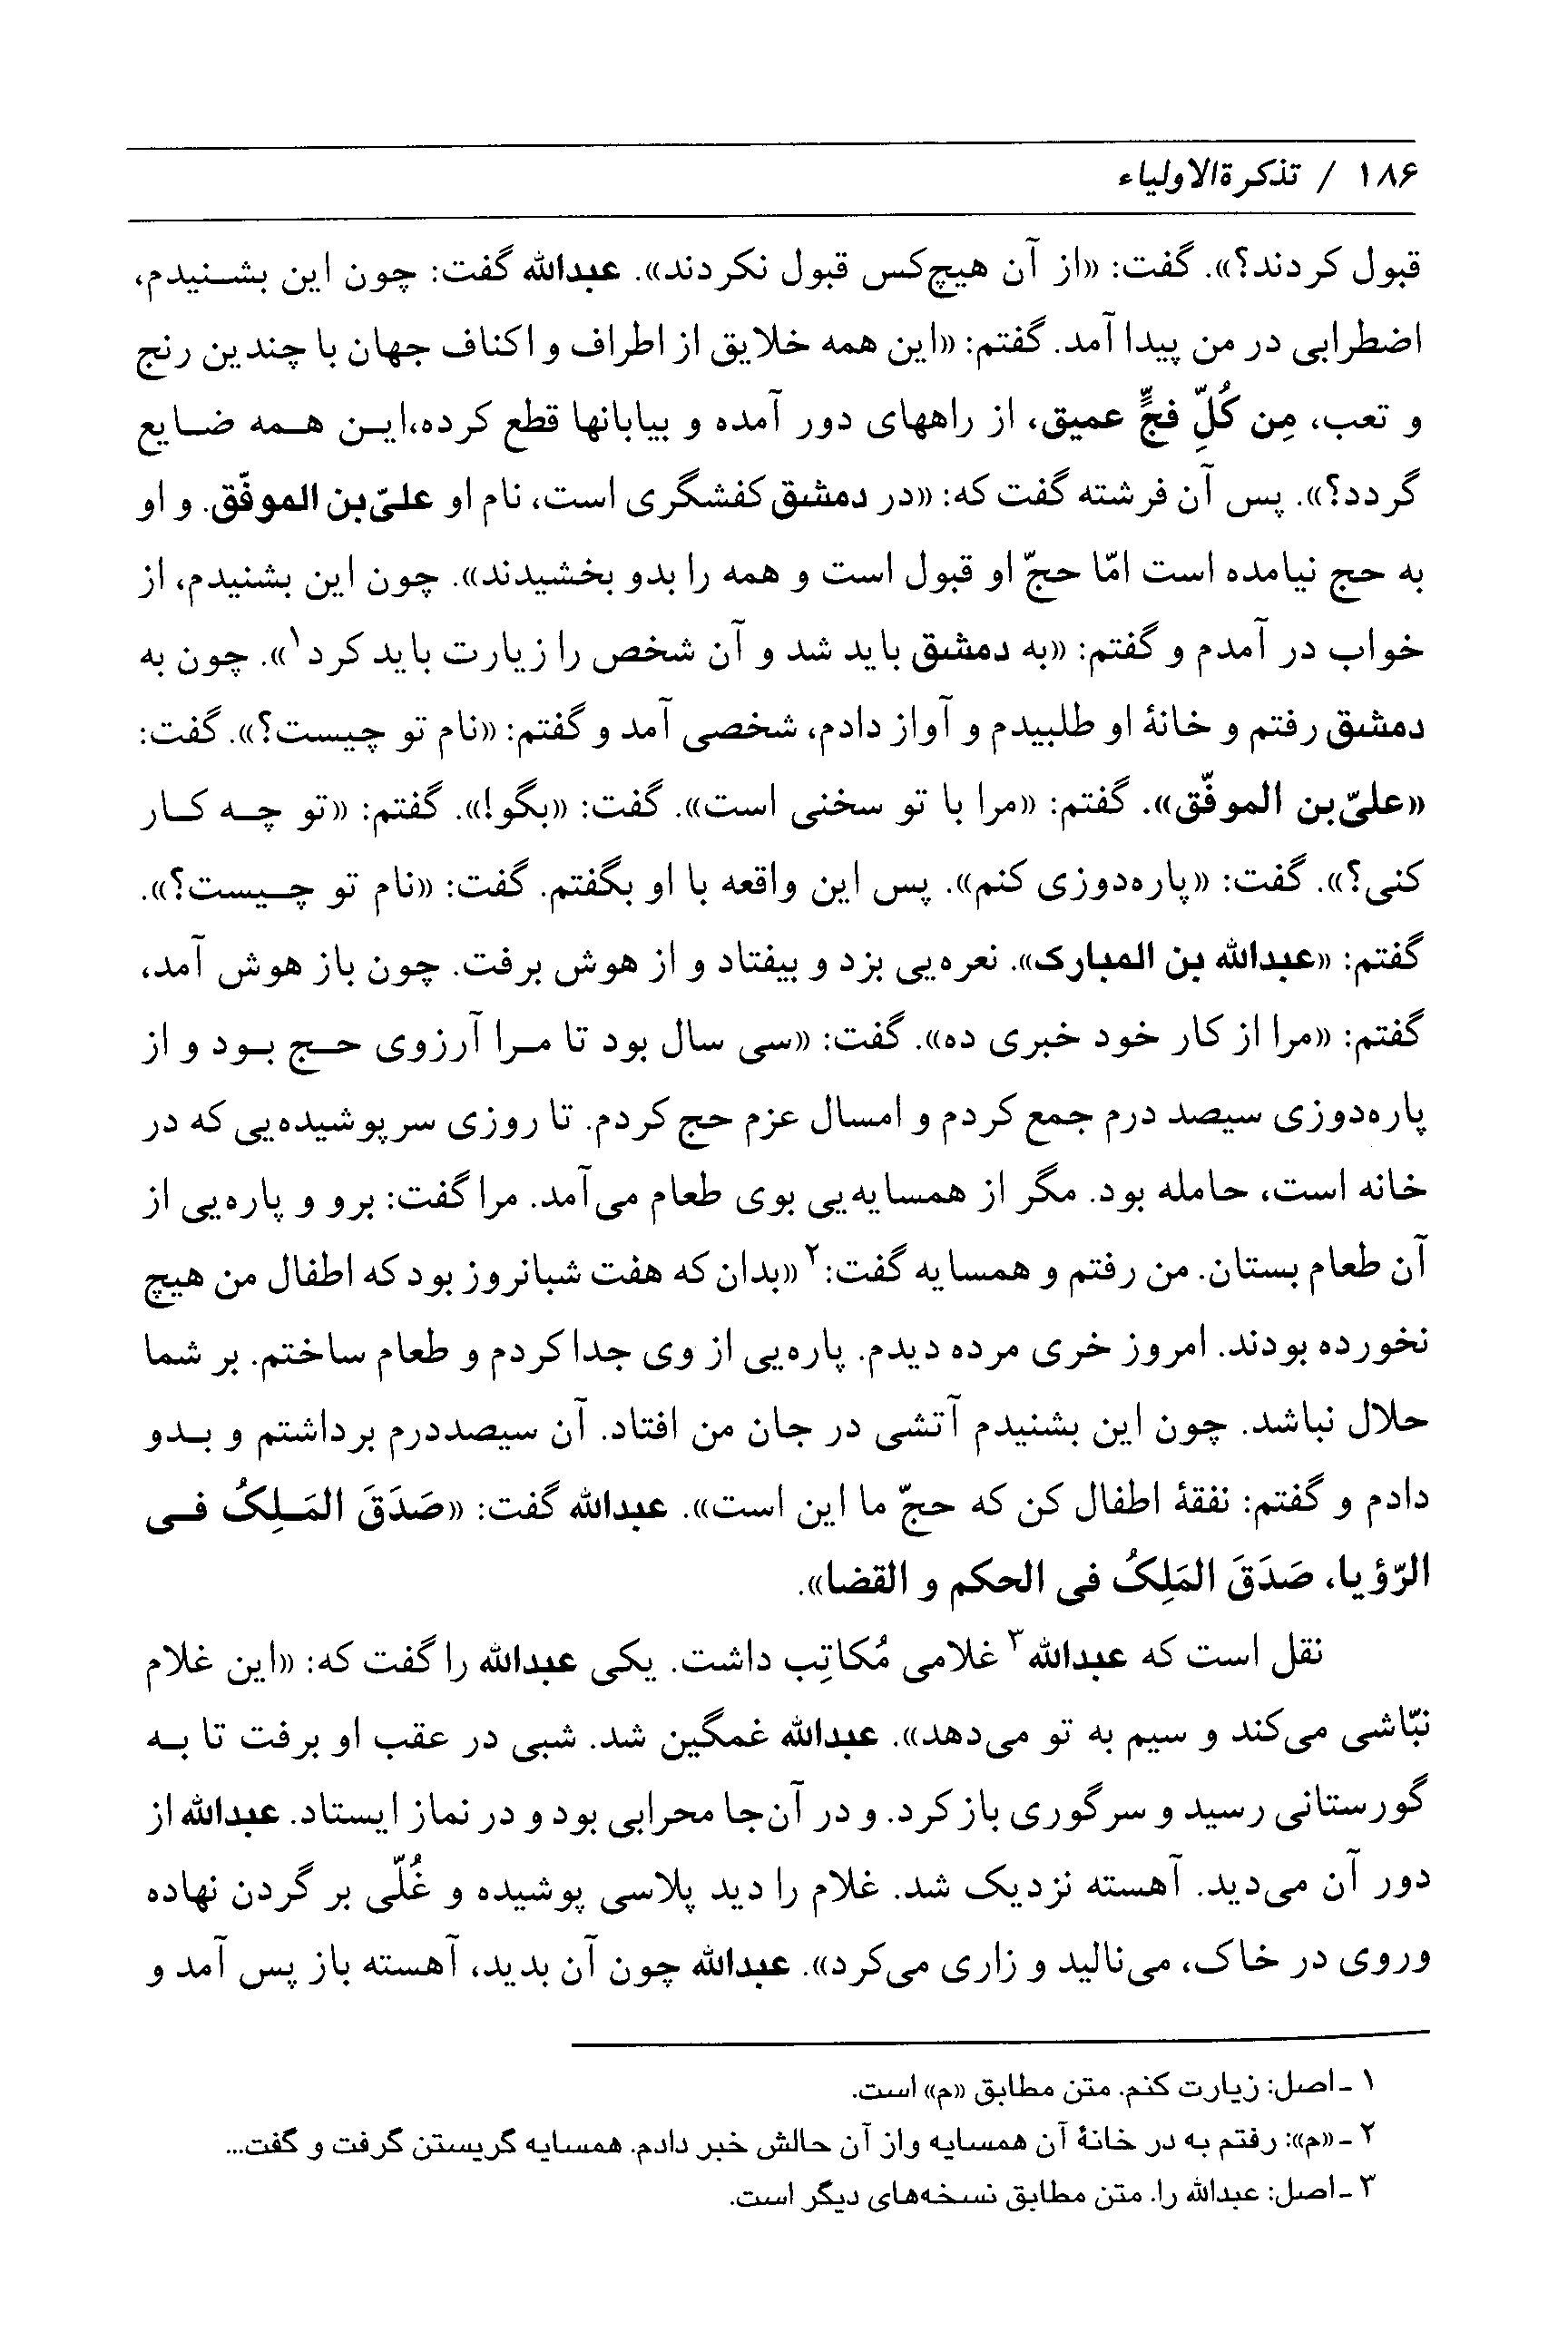 ۱۸۶ / تذکرةالاولیاء
قبول کردند؟». گفت: «از آن هیچ‌کس قبول نکردند». عبدالله گفت: چون این بشنیدم،
اضطرابی در من پیدا آمد. گفتم: «این همه خلایق از اطراف و اکناف جهان با چندین رنج
و تعب، مِن کُلِّ فجٍّ عمیق، از راههای دور آمده و بیابانها قطع کرده،این همه ضایع
گردد؟». پس آن فرشته گفت که: «در دمشق کفشگری است، نام او علیّ‌بن الموفّق. و او
به حج نیامده است امّا حجّ او قبول است و همه را بدو بخشیدند». چون این بشنیدم، از
خواب در آمدم و گفتم: «به دمشق باید شد و آن شخص را زیارت باید کرد۱». چون به
دمشق رفتم و خانهٔ او طلبیدم و آواز دادم، شخصی آمد و گفتم: «نام تو چیست؟». گفت:
«علیّ‌بن الموفّق». گفتم: «مرا با تو سخنی است». گفت: «بگو!». گفتم: «تو چه کار
کنی؟». گفت: «پاره‌دوزی کنم». پس این واقعه با او بگفتم. گفت: «نام تو چیست؟».
گفتم: «عبدالله بن المبارک». نعره‌یی بزد و بیفتاد و از هوش برفت. چون باز هوش آمد،
گفتم: «مرا از کار خود خبری ده». گفت: «سی سال بود تا مرا آرزوی حج بود و از
پاره‌دوزی سیصد درم جمع کردم و امسال عزم حج کردم. تا روزی سرپوشیده‌یی که در
خانه است، حامله بود. مگر از همسایه‌یی بوی طعام می‌آمد. مرا گفت: برو و پاره‌یی از
آن طعام بستان. من رفتم و همسایه گفت:۲ «بدان که هفت شبانروز بود که اطفال من هیچ
نخورده بودند. امروز خری مرده دیدم. پاره‌یی از وی جدا کردم و طعام ساختم. بر شما
حلال نباشد. چون این بشنیدم آتشی در جان من افتاد. آن سیصددرم برداشتم و بدو
دادم و گفتم: نفقهٔ اطفال کن که حجّ ما این است». عبدالله گفت: «صَدَقَ المَلِکُ فی
الرّؤیا، صَدَقَ المَلِکُ فی الحکم و القضا».
نقل است که عبدالله۳ غلامی مُکاتِب داشت. یکی عبدالله را گفت که: «این غلام
نبّاشی می‌کند و سیم به تو می‌دهد». عبدالله غمگین شد. شبی در عقب او برفت تا به
گورستانی رسید و سر گوری باز کرد. و در آن‌جا محرابی بود و در نماز ایستاد. عبدالله از
دور آن می‌دید. آهسته نزدیک شد. غلام را دید پلاسی پوشیده و غُلّی بر گردن نهاده
وروی در خاک، می‌نالید و زاری می‌کرد». عبدالله چون آن بدید، آهسته باز پس آمد و
۱ ـ اصل: زیارت کنم. متن مطابق «م» است.
۲ ـ «م»: رفتم به در خانهٔ آن همسایه واز آن حالش خبر دادم. همسایه گریستن گرفت و گفت...
۳ ـ اصل: عبدالله را. متن مطابق نسخه‌های دیگر است.